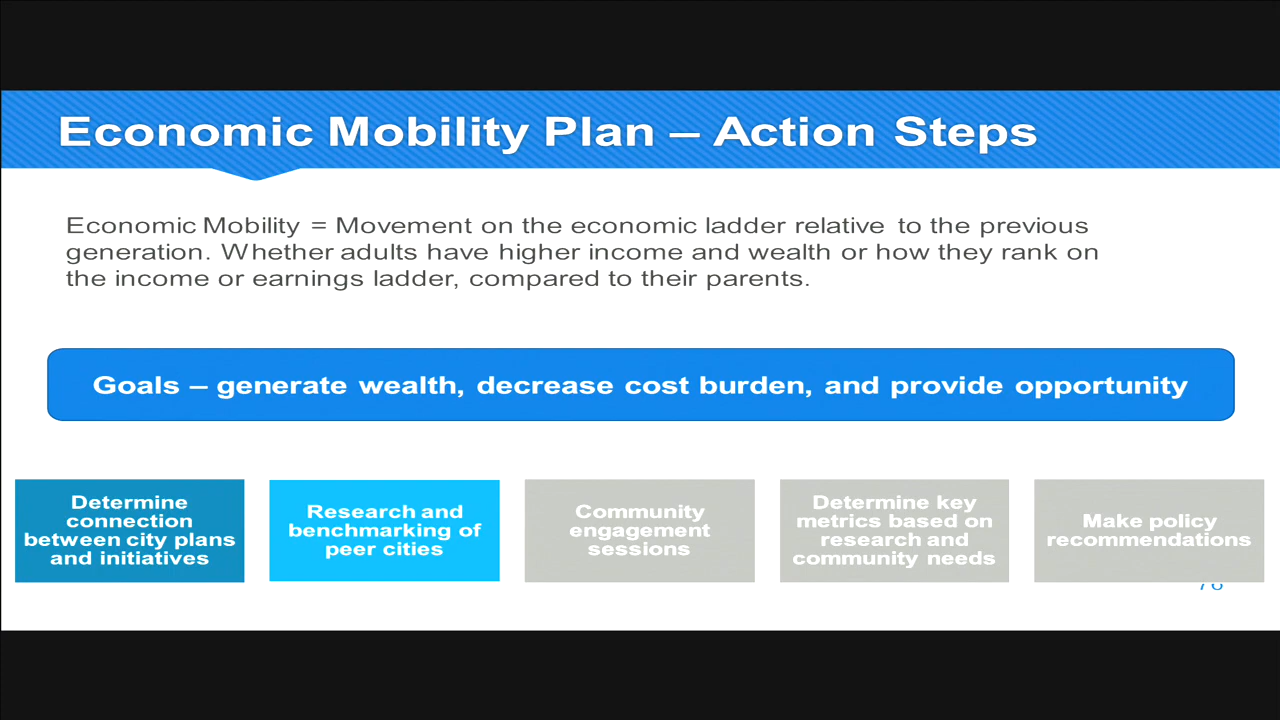 Economic Mobility Plan – Action Steps
Economic Mobility = Movement on the economic ladder relative to the previous
generation. Whether adults have higher income and wealth or how they rank on
the income or earnings ladder, compared to their parents.
Goals – generate wealth, decrease cost burden, and provide opportunity
Determine
connection
between city plans
and initiatives
Research and
benchmarking of
peer cities
Community
engagement
sessions
Determine key
metrics based on
research and
community needs
Make policy
recommendations